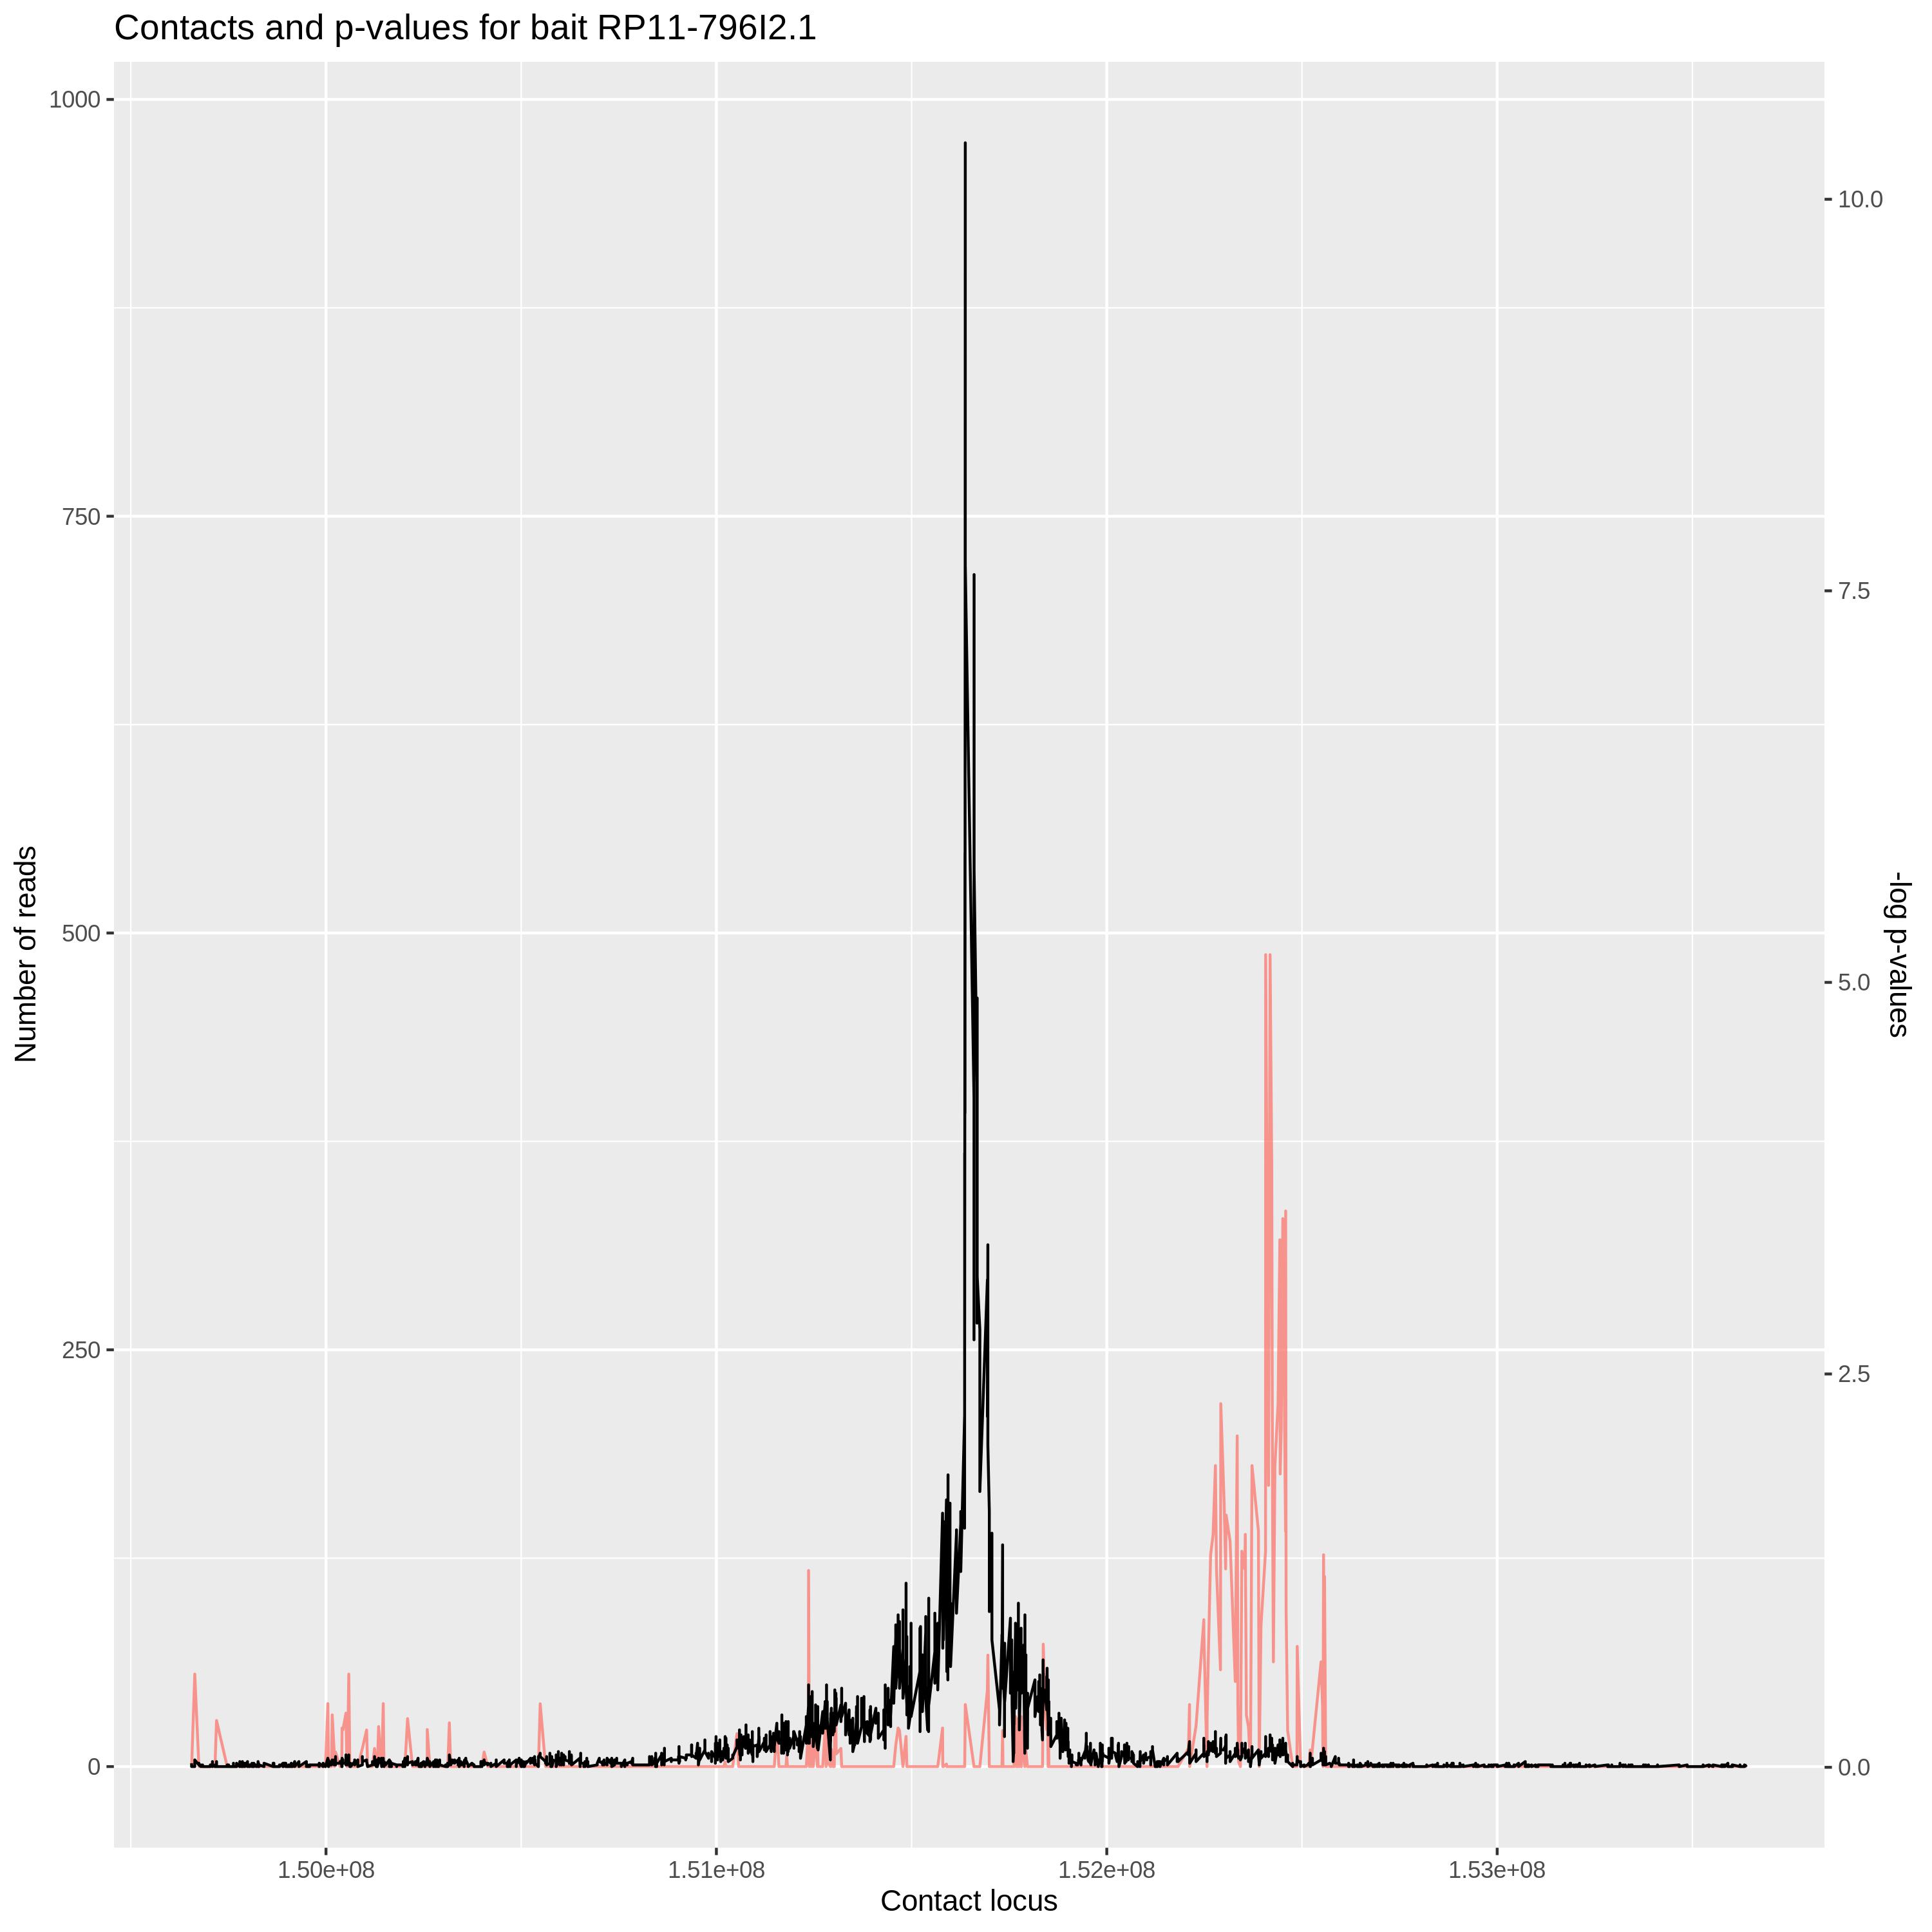 Contacts and p-values for bait RP11-796I2.1
1000
750
500
250
0
Number of reads
10.0
7.5
5.0
2.5
0.0
-log p-values
1.50e+08
1.51e+08
1.52e+08
1.53e+08
Contact locus